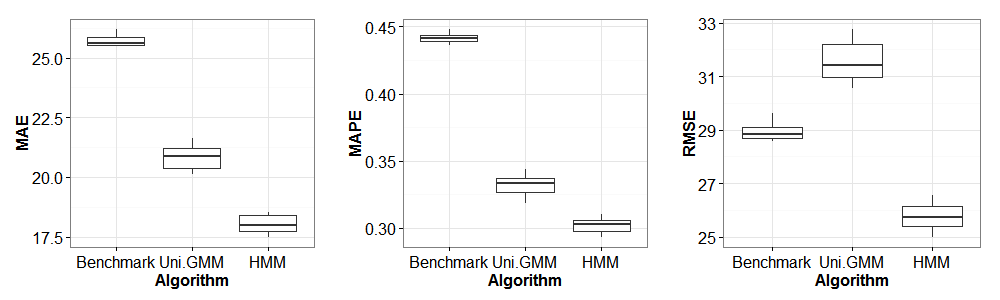 MAE
25.0
22.5
20.0
17.5
Benchmark Uni.GMM HMM
Algorithm
MAPE
0.45
0.40
0.35
0.30
Benchmark Uni.GMM HMM
Algorithm
RMSE
33
31
29
27
25
Benchmark Uni.GMM HMM
Algorithm